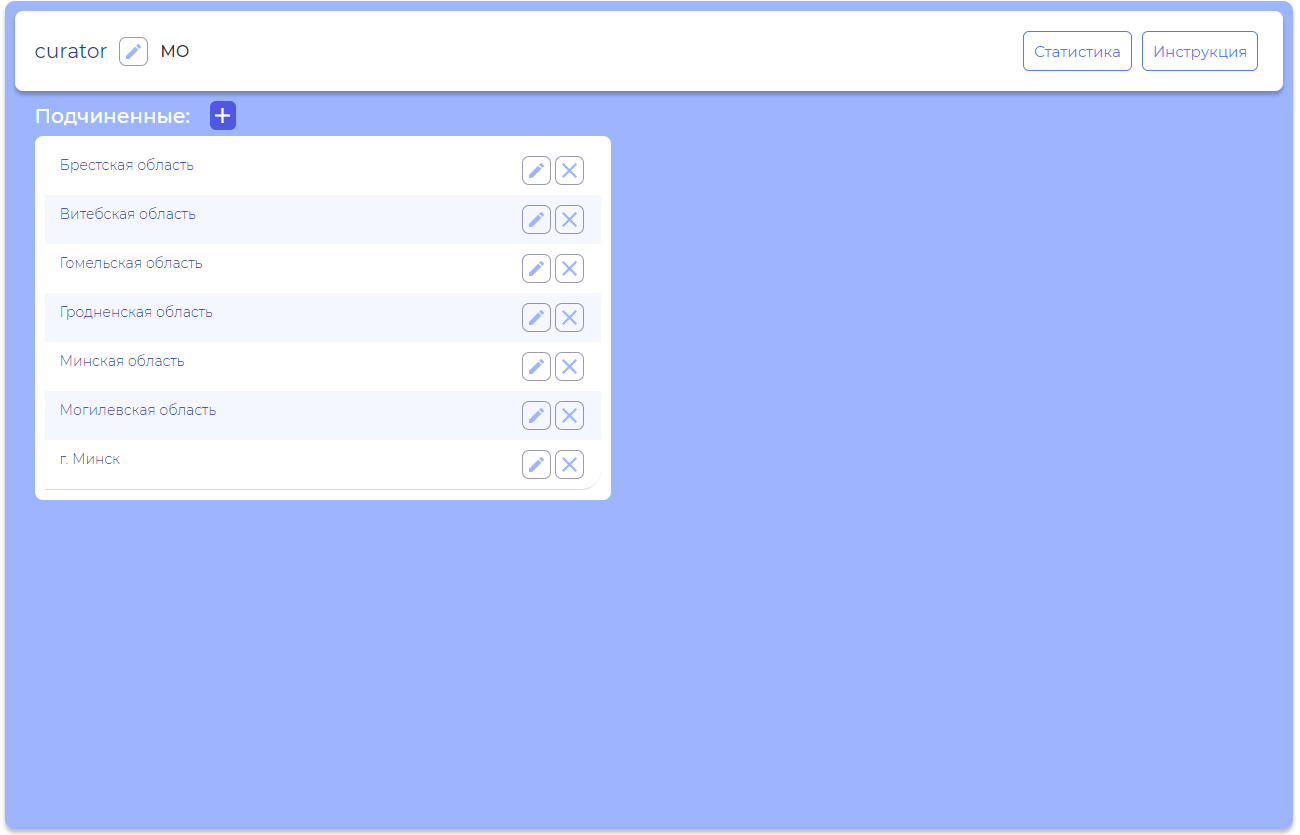 curator МО Статистика Инструкция
Подчиненные:
Брестская область
Витебская область
Гомельская область
Гродненская область
Минская область
Могилевская область
г. Минск